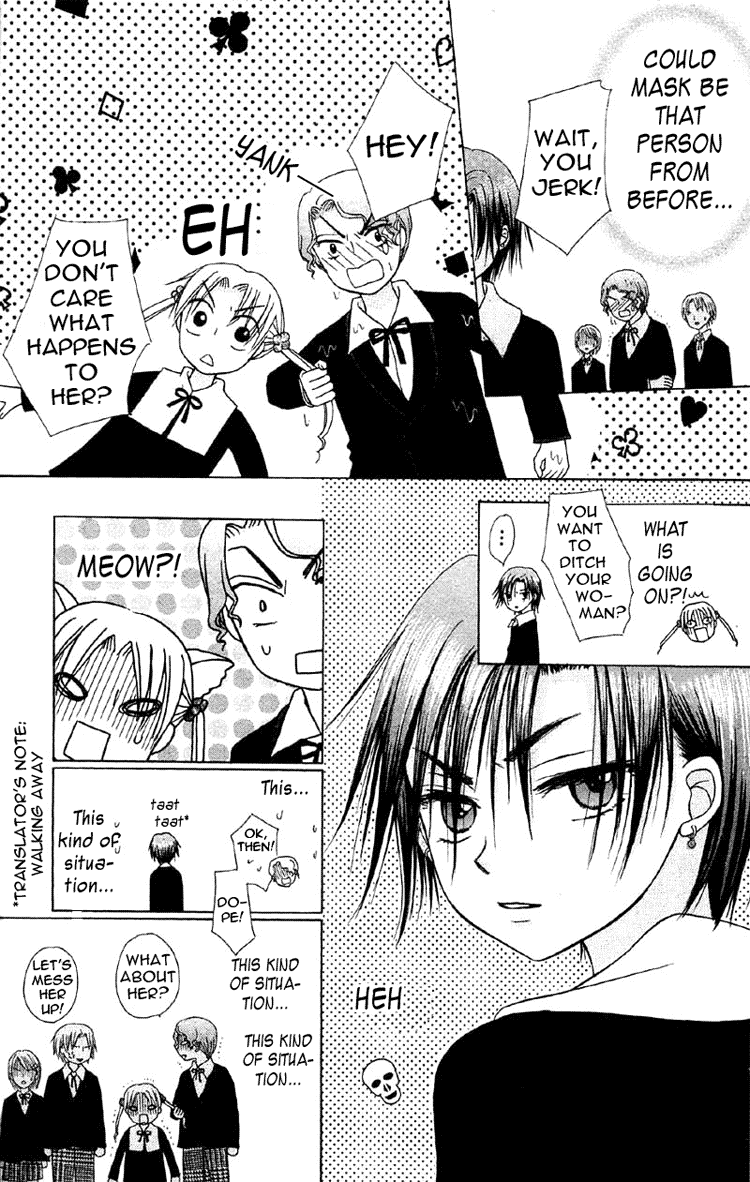 COULD
MASK BE
THAT
PERSON
FROM
BEFORE...
WAIT,
YOU
JERK!
HEY!
YANK
EH
YOU
DON'T
CARE
WHAT
HAPPENS
TO
HER?
WHAT
IS
GOING
ON?!
YOU
WANT
TO
DITCH
YOUR
WO-
MAN?
...
HEH
MEOW?!
This...
taat
taat*
This
kind of
situa-
tion...
OK,
THEN!
DO-
PE!
*TRANSLATOR'S NOTE:
WALKING AWAY
THIS KIND
OF SITUA-
TION...
THIS KIND
OF SITUA-
TION...
WHAT
ABOUT
HER?
LET'S
MESS
HER
UP!